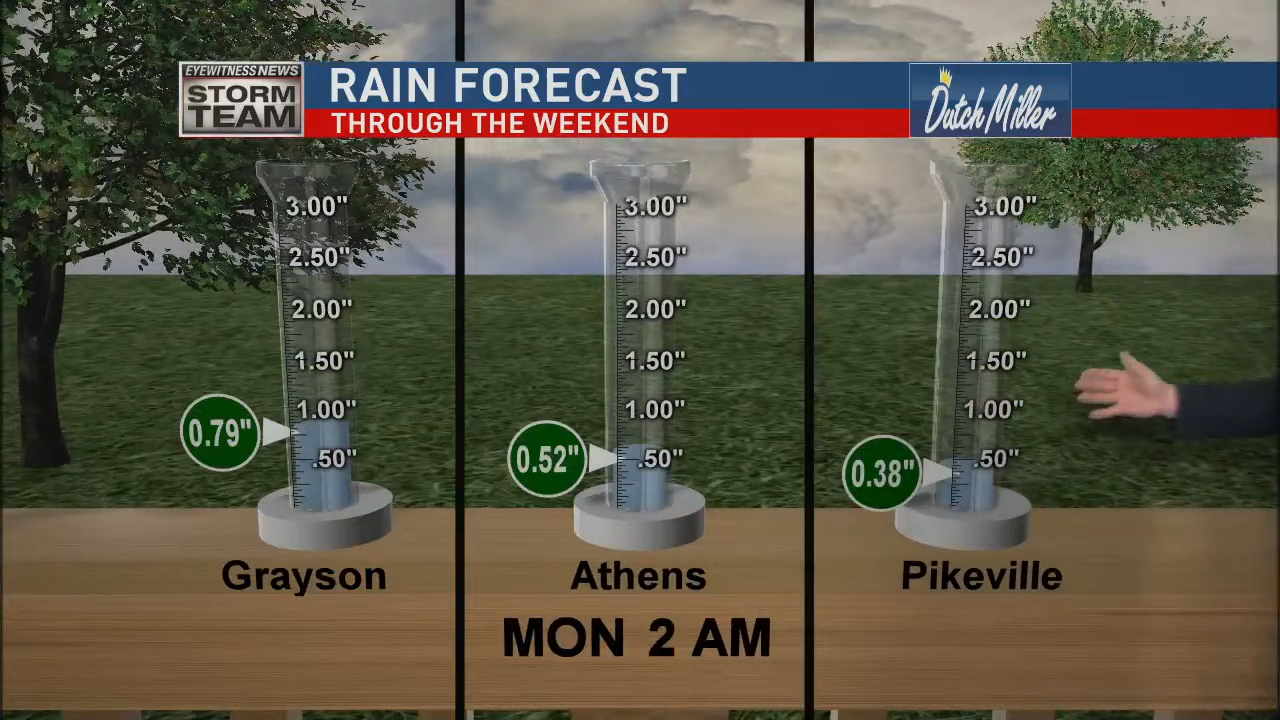 EYEWITNESS NEWS
STORM
TEAM
RAIN FORECAST
THROUGH THE WEEKEND
Dutch Miller
3.00"
2.50"
2.00"
1.50"
1.00"
.50"
0.79"
Grayson
3.00"
2.50"
2.00"
1.50"
1.00"
.50"
0.52"
Athens
3.00"
2.50"
2.00"
1.50"
1.00"
.50"
0.38"
Pikeville
MON 2 AM